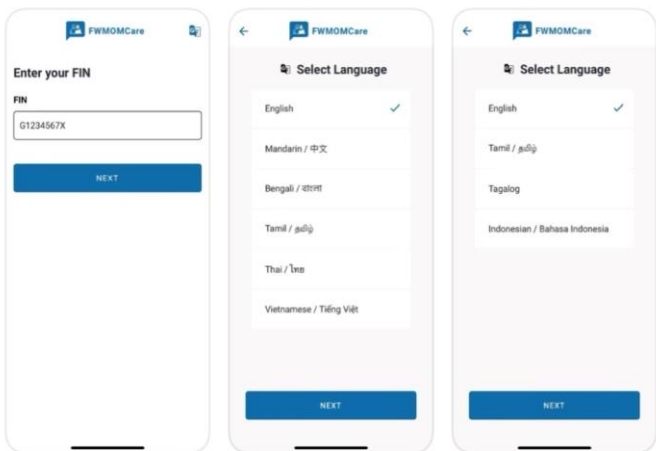 FWMOMCare
Enter your FIN
FIN
G1234567X
NEXT
FWMOMCare
Select Language
English
Mandarin / 中文
Bengali / বাংলা
Tamil / தமிழ்
Thai / ไทย
Vietnamese / Tiếng Việt
NEXT
FWMOMCare
Select Language
English
Tamil / தமிழ்
Tagalog
Indonesian / Bahasa Indonesia
NEXT